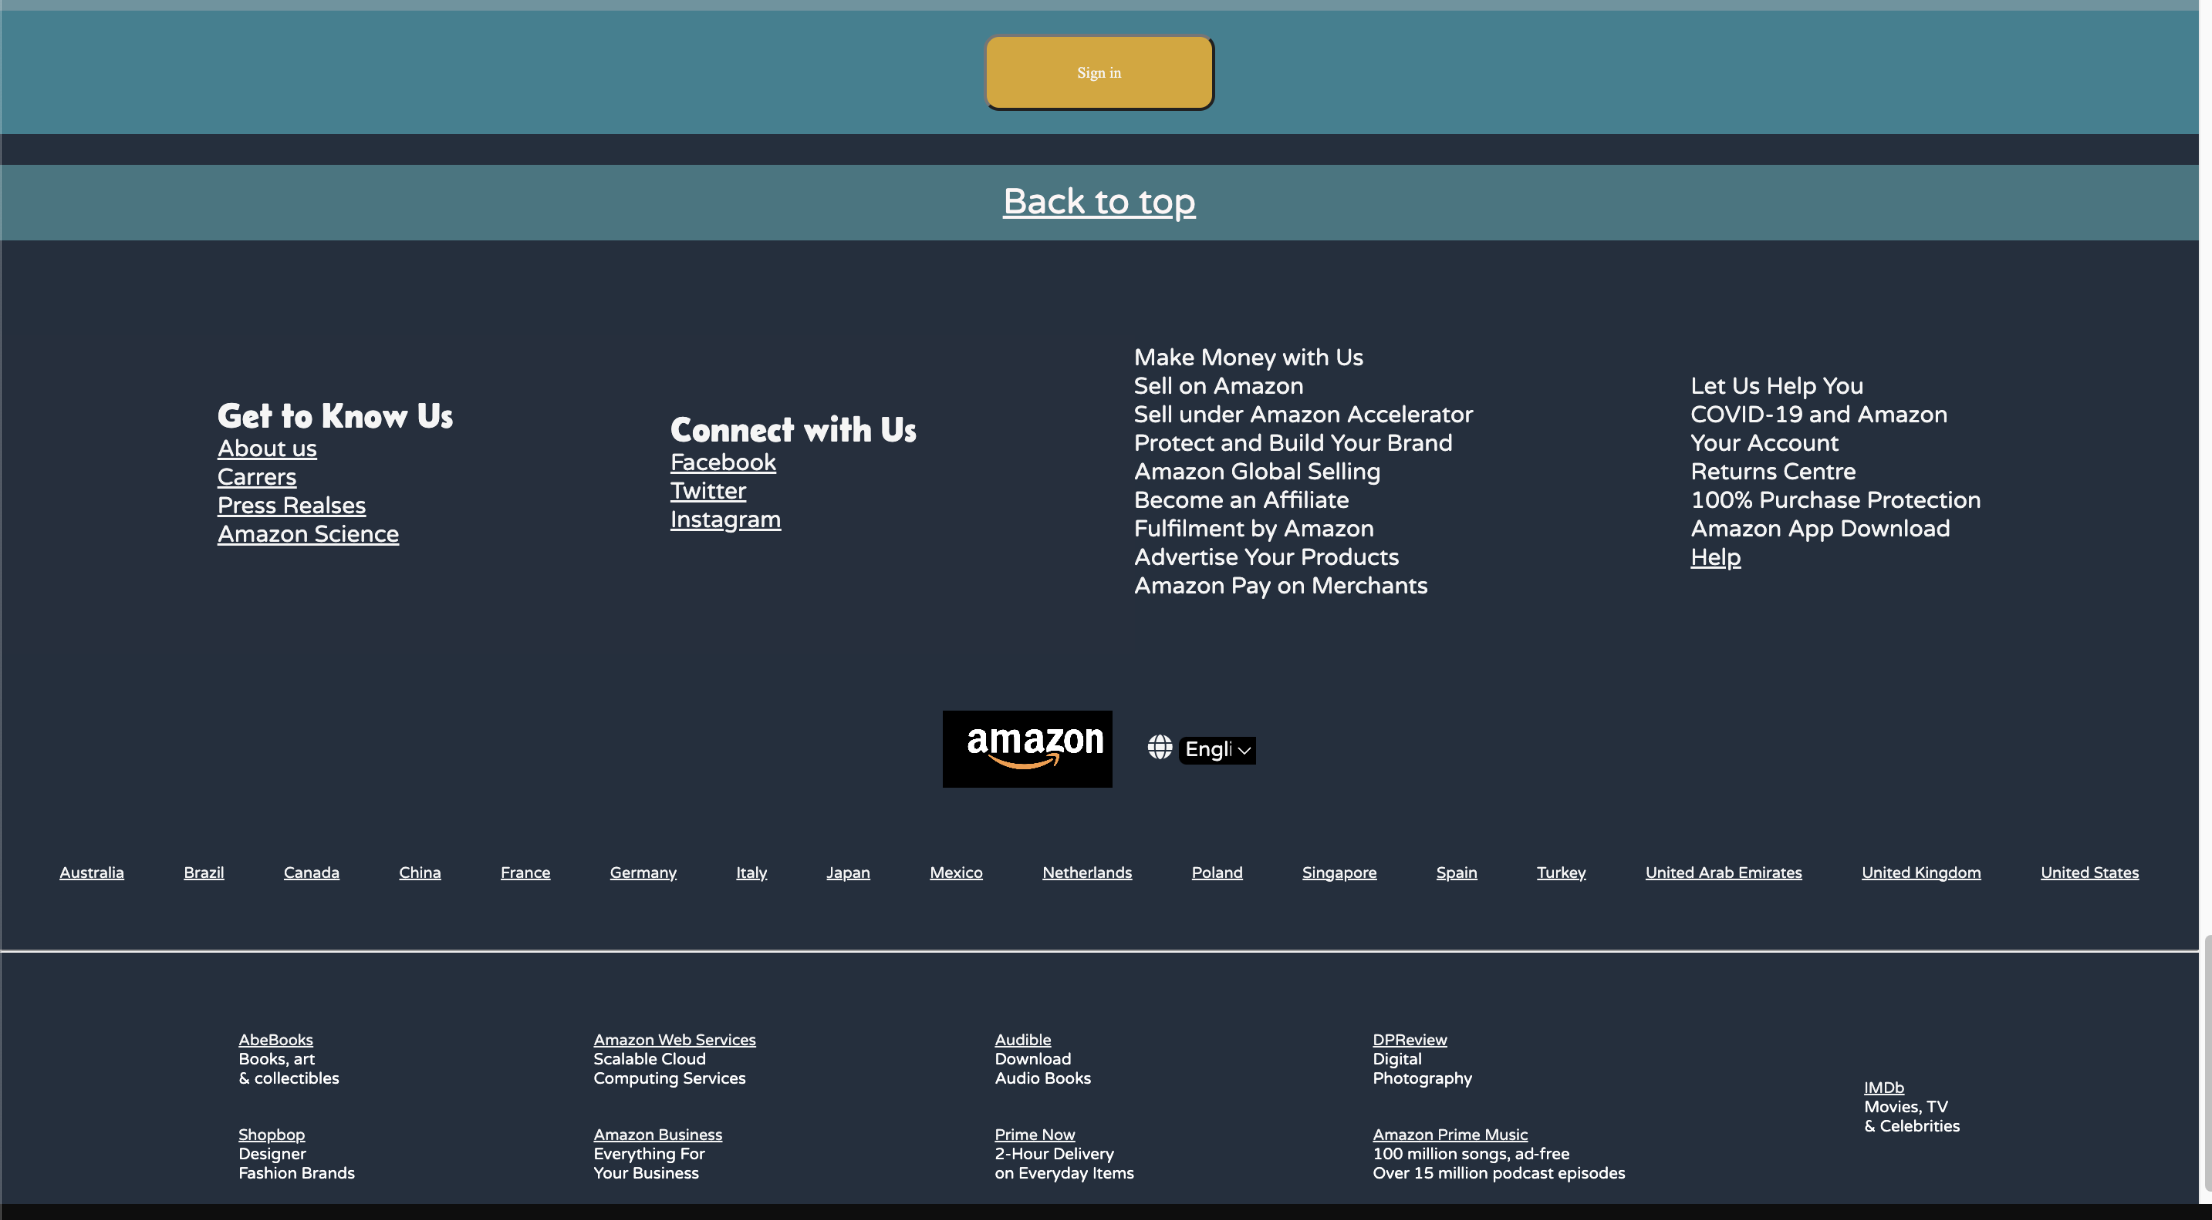 Sign in
Back to top
Get to Know Us
About us
Carrers
Press Realses
Amazon Science
Connect with Us
Facebook
Twitter
Instagram
Make Money with Us
Sell on Amazon
Sell under Amazon Accelerator
Protect and Build Your Brand
Amazon Global Selling
Become an Affiliate
Fulfilment by Amazon
Advertise Your Products
Amazon Pay on Merchants
Let Us Help You
COVID-19 and Amazon
Your Account
Returns Centre
100% Purchase Protection
Amazon App Download
Help
amazon
Engli
Australia Brazil Canada China France Germany Italy Japan Mexico Netherlands Poland Singapore Spain Turkey United Arab Emirates United Kingdom United States
AbeBooks
Books, art
& collectibles
Shopbop
Designer
Fashion Brands
Amazon Web Services
Scalable Cloud
Computing Services
Amazon Business
Everything For
Your Business
Audible
Download
Audio Books
Prime Now
2-Hour Delivery
on Everyday Items
DPReview
Digital
Photography
Amazon Prime Music
100 million songs, ad-free
Over 15 million podcast episodes
IMDb
Movies, TV
& Celebrities